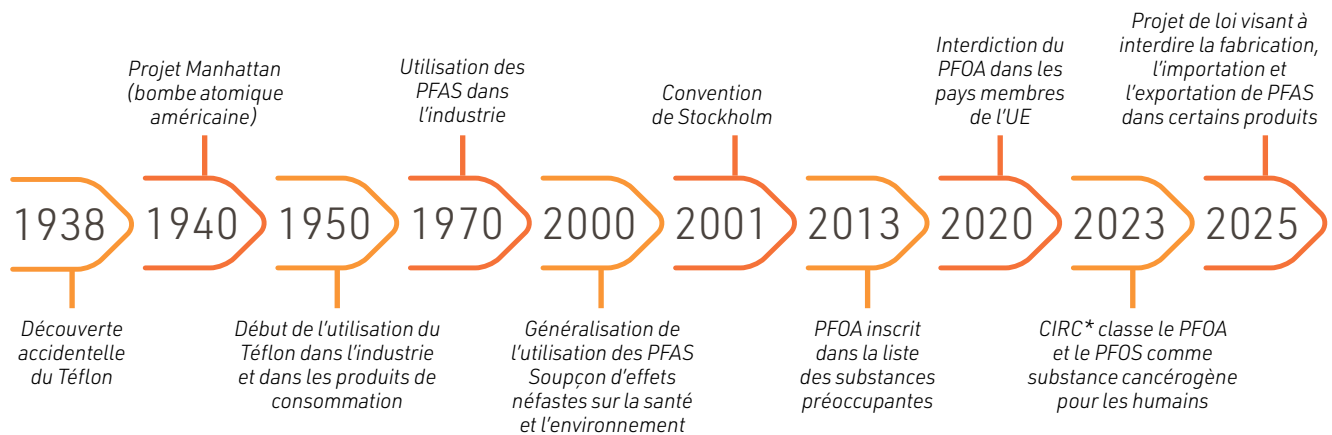 1938
Découverte
accidentelle
du Téflon
Projet Manhattan
(bombe atomique
américaine)
1940
1950
Début de l'utilisation du
Téflon dans l'industrie
et dans les produits de
consommation
Utilisation des
PFAS dans
l'industrie
1970
2000
Généralisation de
l'utilisation des PFAS
Soupçon d'effets
néfastes sur la santé
et l'environnement
Convention
de Stockholm
2001
2013
PFOA inscrit
dans la liste
des substances
préoccupantes
Interdiction du
PFOA dans les
pays membres
de l'UE
2020
2023
CIRC* classe le PFOA
et le PFOS comme
substance cancérogène
pour les humains
Projet de loi visant à
interdire la fabrication,
l'importation et
l'exportation de PFAS
dans certains produits
2025